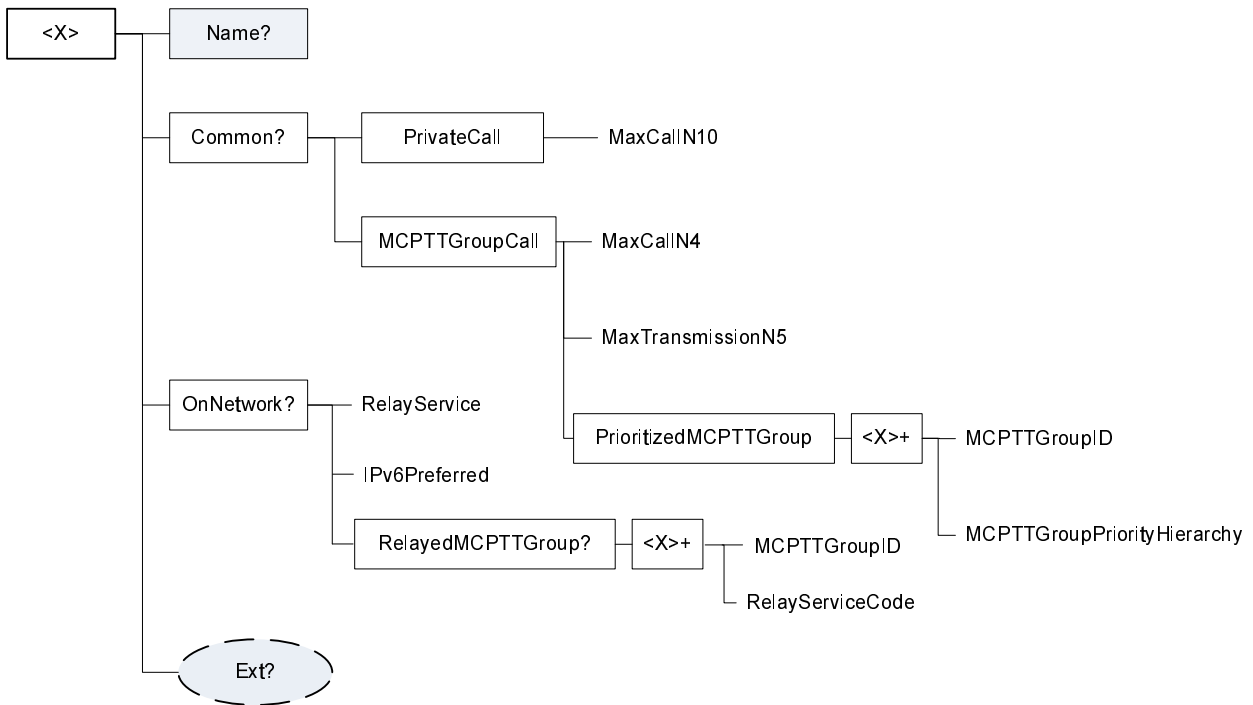 <X>
Name?
Common?
PrivateCall
MaxCallN10
MCPTTGroupCall
MaxCallN4
MaxTransmissionN5
OnNetwork?
RelayService
PrioritizedMCPTTGroup
<X>+
MCPTTGroupID
IPv6Preferred
MCPTTGroupPriorityHierarchy
RelayedMCPTTGroup?
<X>+
MCPTTGroupID
RelayServiceCode
Ext?